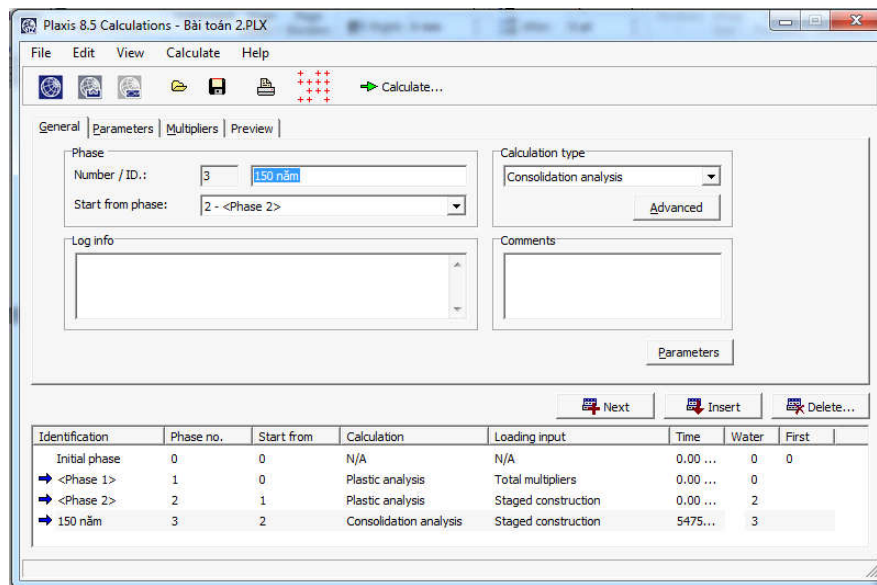 Plaxis 8.5 Calculations - Bài toán 2.PLX
File Edit View Calculate Help
Calculate...
General Parameters Multipliers Preview
Phase
Number / ID.: 3 150 năm
Start from phase: 2 - <Phase 2>
Calculation type
Consolidation analysis
Advanced
Log info
Comments
Parameters
Next Insert Delete...
Identification Phase no. Start from Calculation Loading input Time Water First
Initial phase 0 0 N/A N/A 0.00 ... 0 0
<Phase 1> 1 0 Plastic analysis Total multipliers 0.00 ... 0
<Phase 2> 2 1 Plastic analysis Staged construction 0.00 ... 2
150 năm 3 2 Consolidation analysis Staged construction 5475... 3